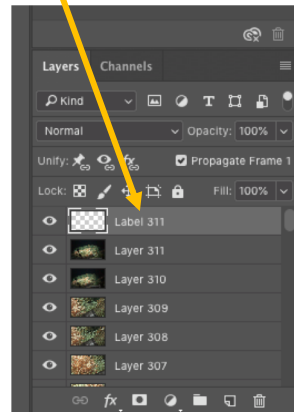 Layers Channels
Kind T
Normal Opacity: 100%
Unify: Propagate Frame 1
Lock: Fill: 100%
Label 311
Layer 311
Layer 310
Layer 309
Layer 308
Layer 307
fx